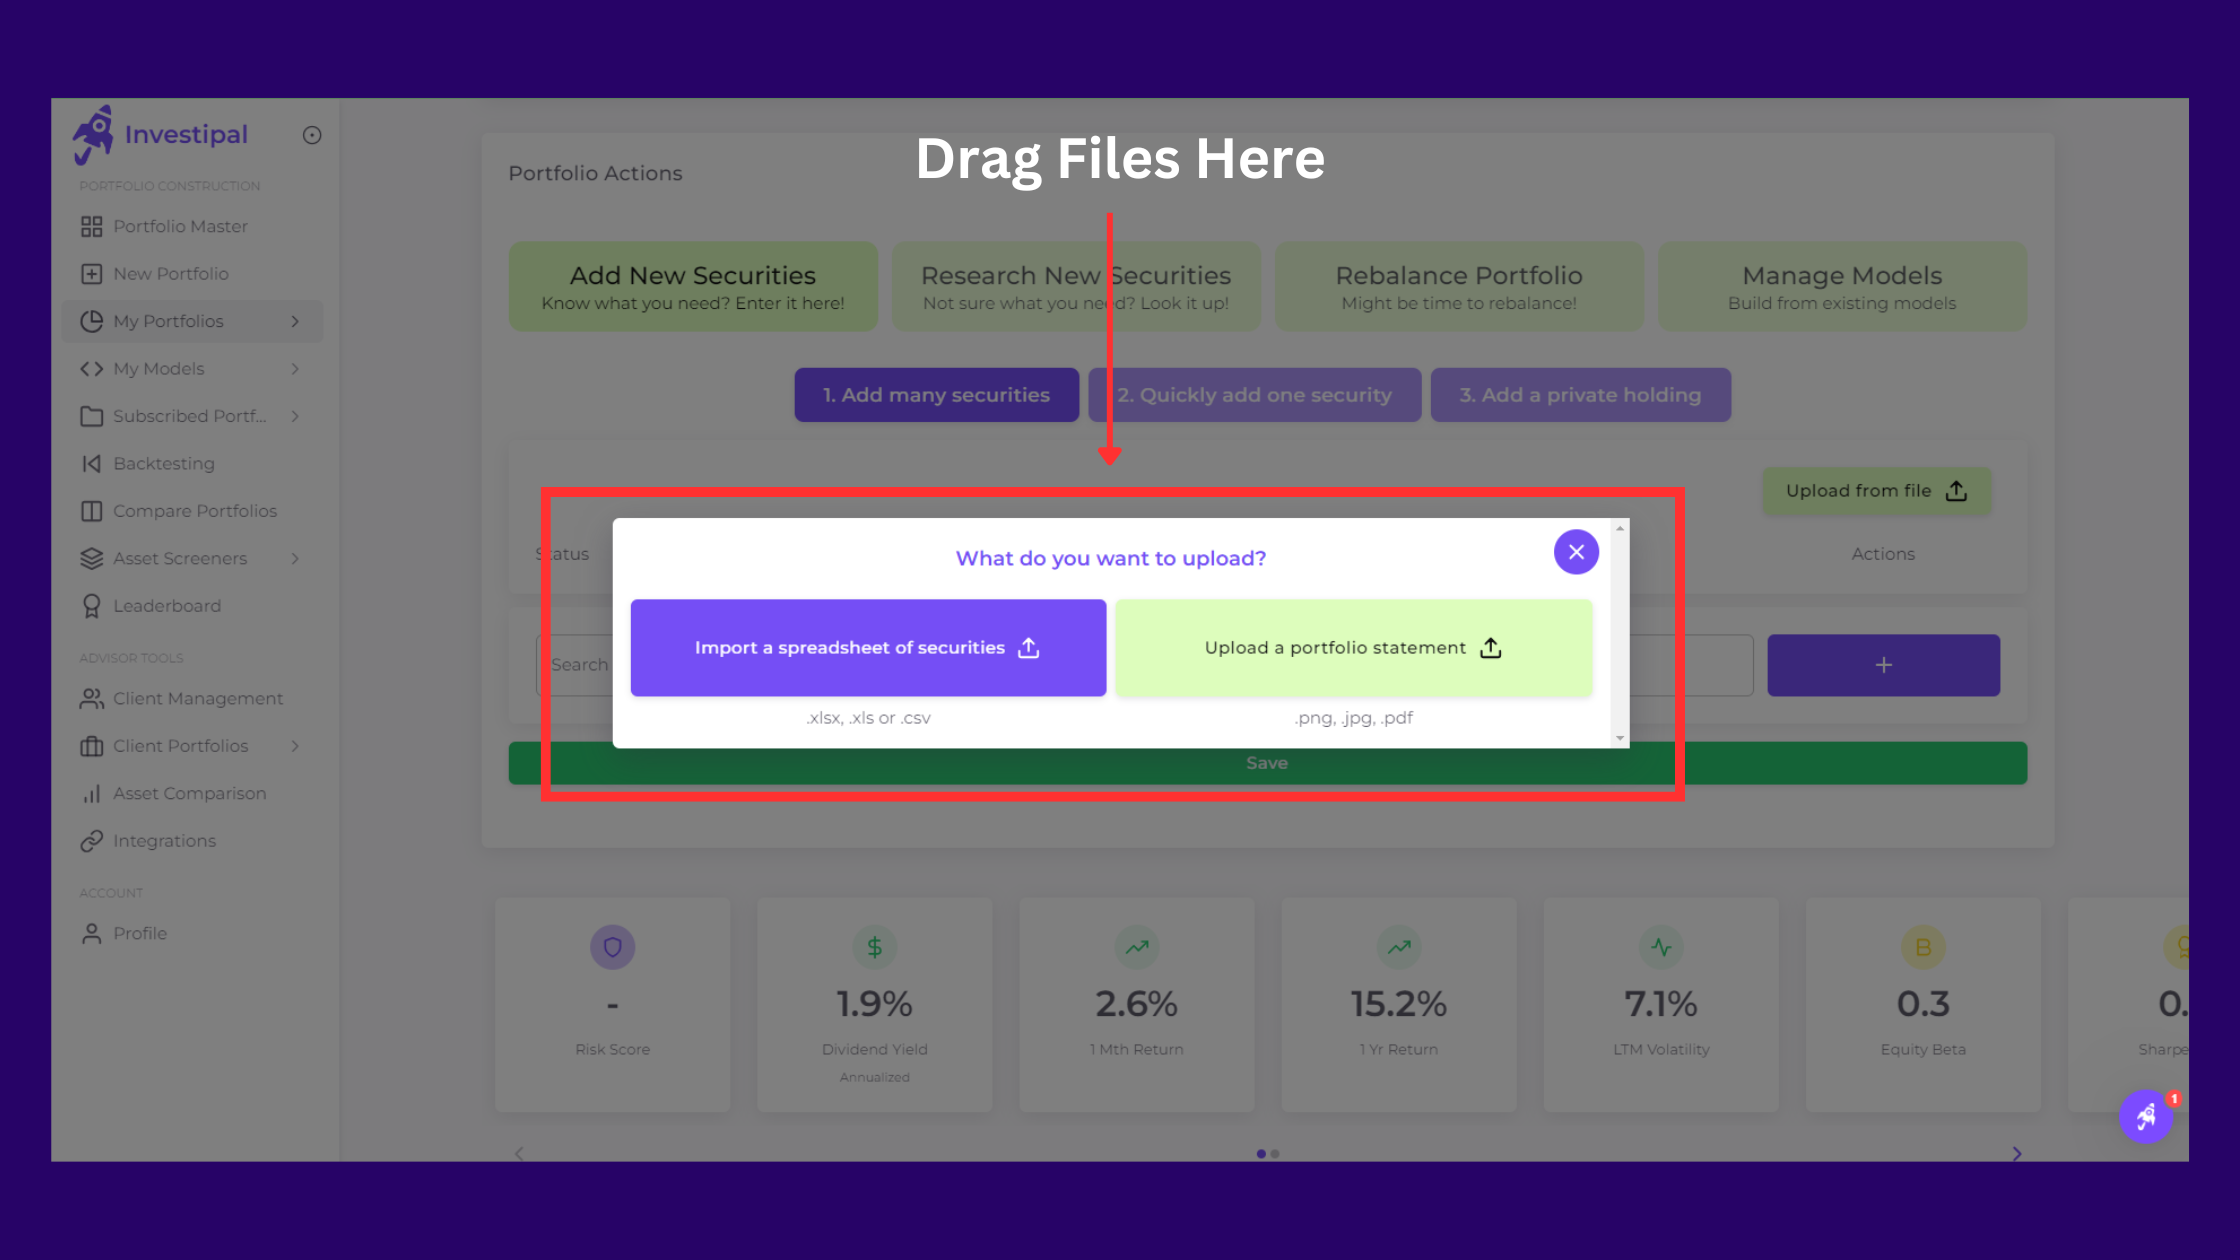 Investipal
PORTFOLIO CONSTRUCTION
Portfolio Master
New Portfolio
My Portfolios
My Models
Subscribed Portf...
Backtesting
Compare Portfolios
Asset Screeners
Leaderboard
ADVISOR TOOLS
Client Management
Client Portfolios
Asset Comparison
Integrations
ACCOUNT
Profile
Drag Files Here
Portfolio Actions
Add New Securities
Know what you need? Enter it here!
Research New Securities
Not sure what you need? Look it up!
Rebalance Portfolio
Might be time to rebalance!
Manage Models
Build from existing models
1. Add many securities
2. Quickly add one security
3. Add a private holding
Upload from file
Status
Actions
What do you want to upload?
Import a spreadsheet of securities
Upload a portfolio statement
.xlsx, .xls or .csv
.png, .jpg, .pdf
Search
+
Save
-
Risk Score
1.9%
Dividend Yield
Annualized
2.6%
1 Mth Return
15.2%
1 Yr Return
7.1%
LTM Volatility
B
0.3
Equity Beta
0.
Sharpe
1